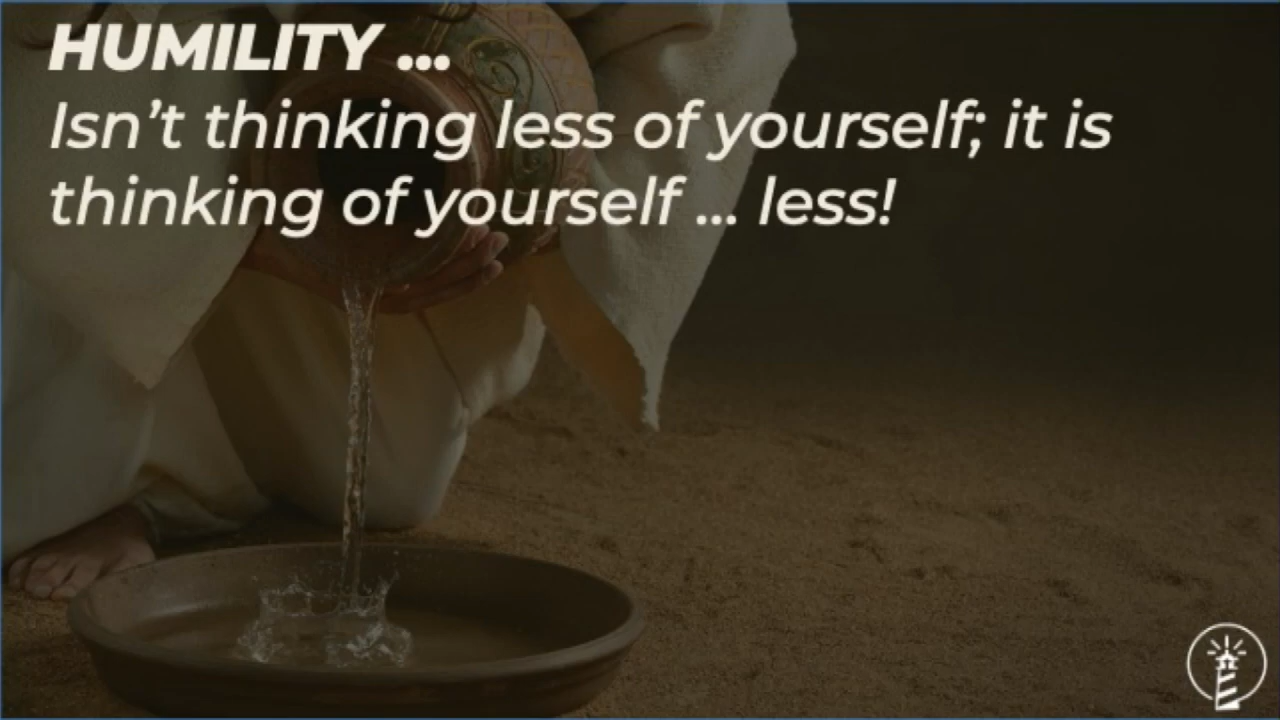 HUMILITY ...
Isn’t thinking less of yourself; it is
thinking of yourself ... less!